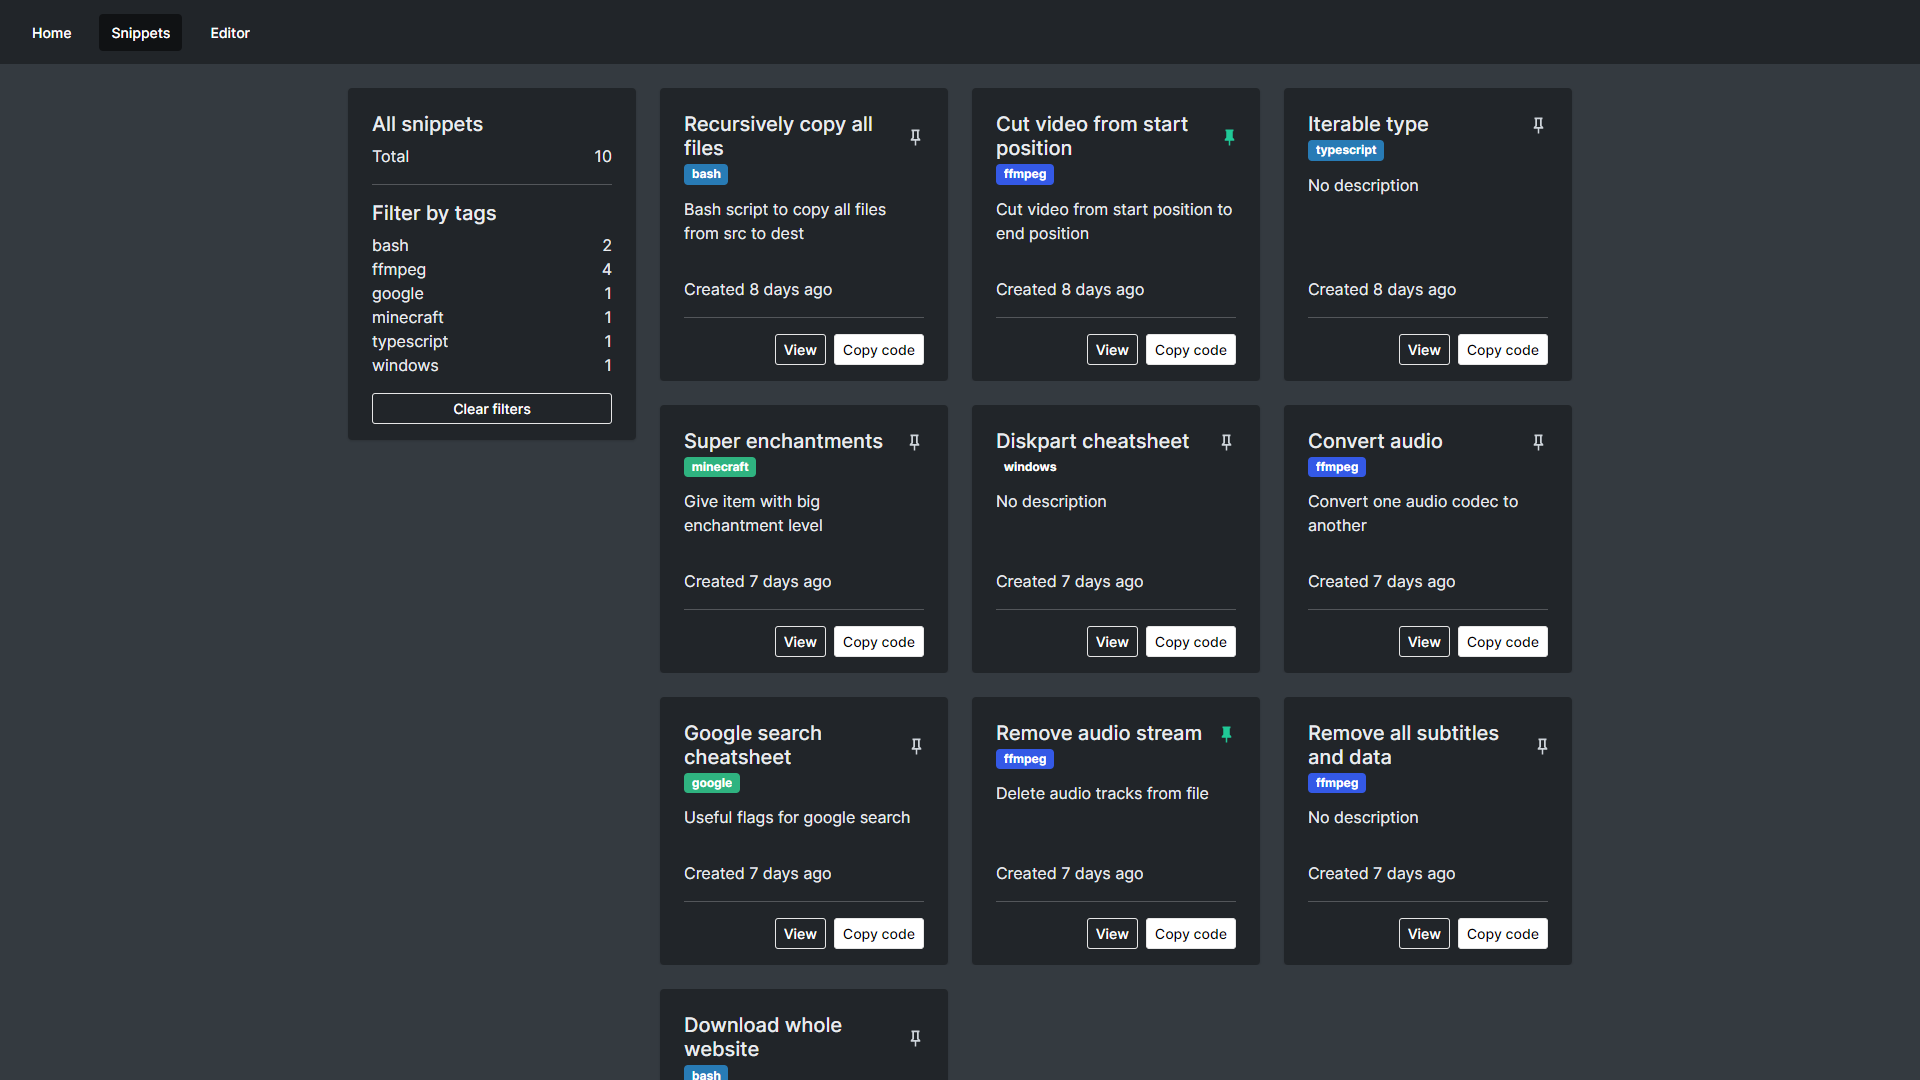 Home
Snippets
Editor
All snippets
Total 10
Filter by tags
bash 2
ffmpeg 4
google 1
minecraft 1
typescript 1
windows 1
Clear filters
Recursively copy all
files
bash
Bash script to copy all files
from src to dest
Created 8 days ago
View Copy code
Cut video from start
position
ffmpeg
Cut video from start position to
end position
Created 8 days ago
View Copy code
Iterable type
typescript
No description
Created 8 days ago
View Copy code
Super enchantments
minecraft
Give item with big
enchantment level
Created 7 days ago
View Copy code
Diskpart cheatsheet
windows
No description
Created 7 days ago
View Copy code
Convert audio
ffmpeg
Convert one audio codec to
another
Created 7 days ago
View Copy code
Google search
cheatsheet
google
Useful flags for google search
Created 7 days ago
View Copy code
Remove audio stream
ffmpeg
Delete audio tracks from file
Created 7 days ago
View Copy code
Remove all subtitles
and data
ffmpeg
No description
Created 7 days ago
View Copy code
Download whole
website
bash